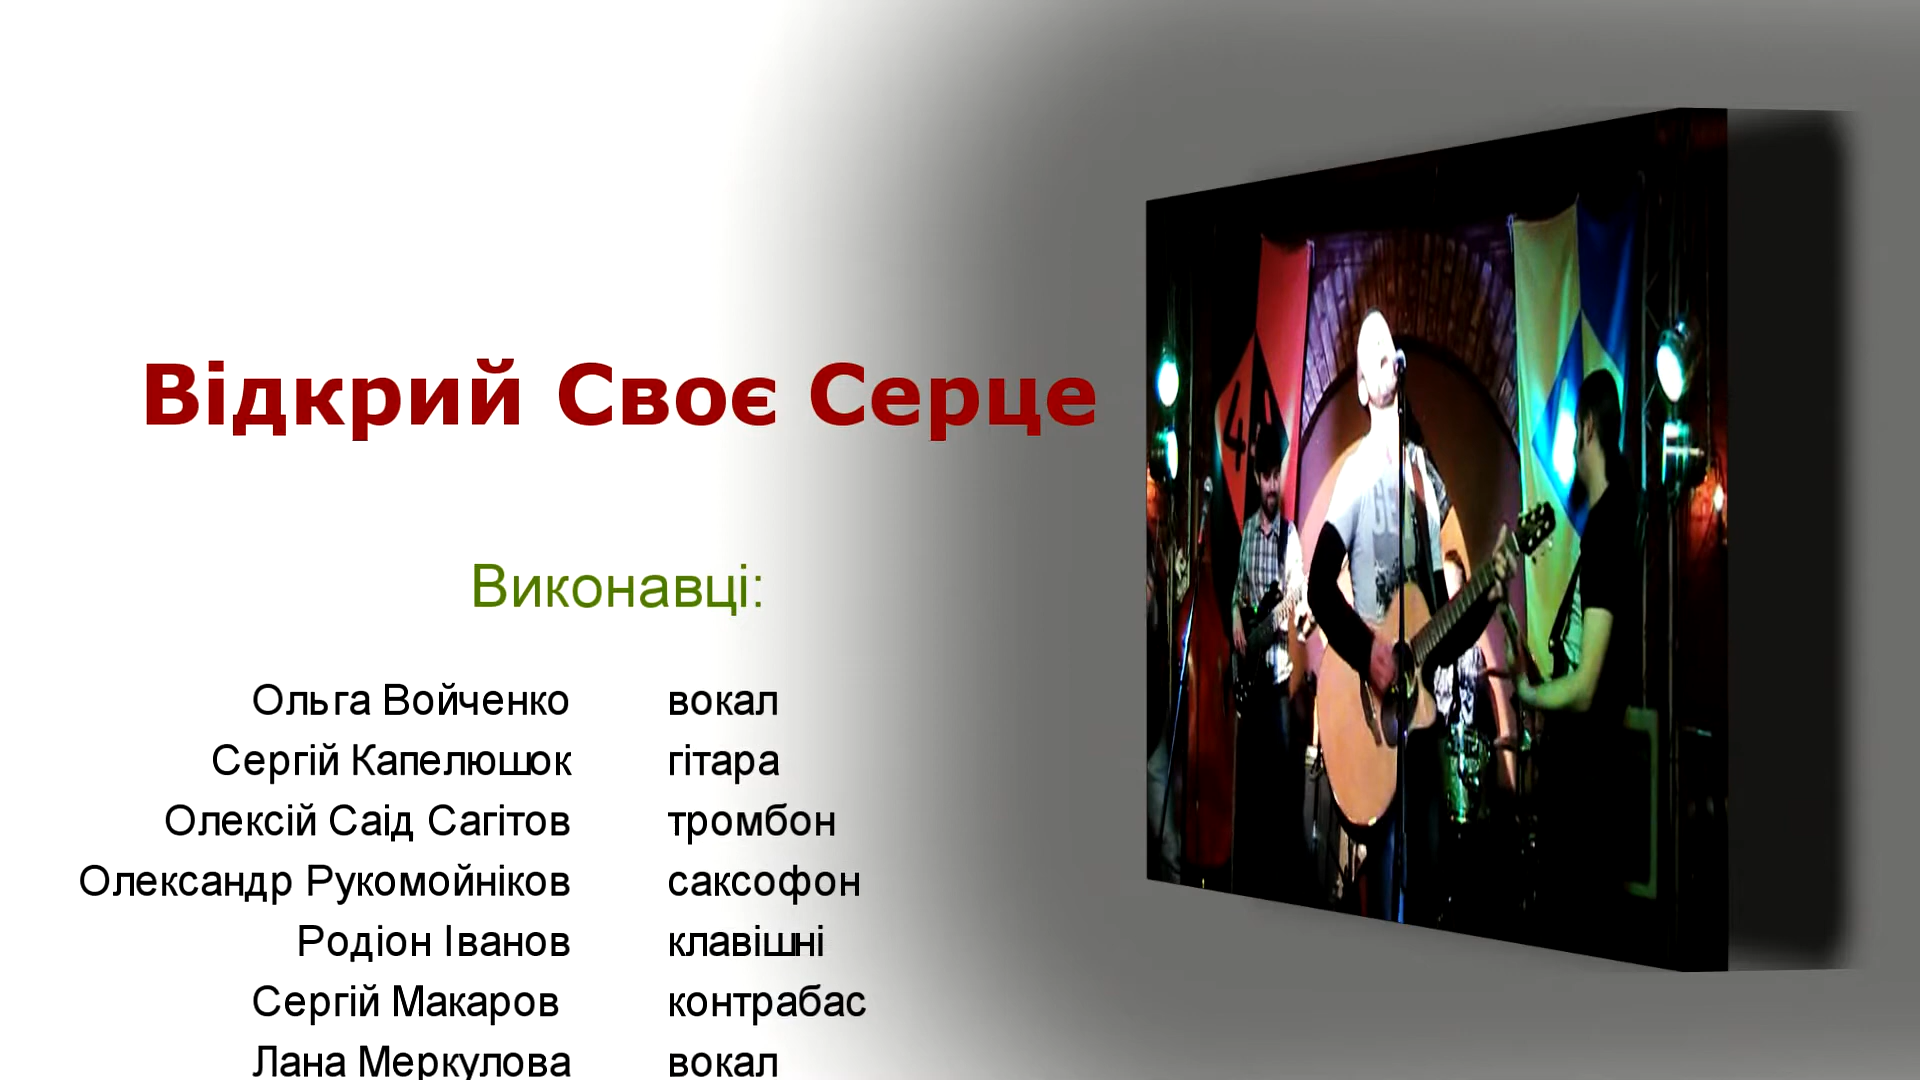 Відкрий Своє Серце
Виконавці:
Ольга Войченко вокал
Сергій Капелюшок гітара
Олексій Саід Сагітов тромбон
Олександр Рукомойніков саксофон
Родіон Іванов клавішні
Сергій Макаров контрабас
Лана Меркулова вокал